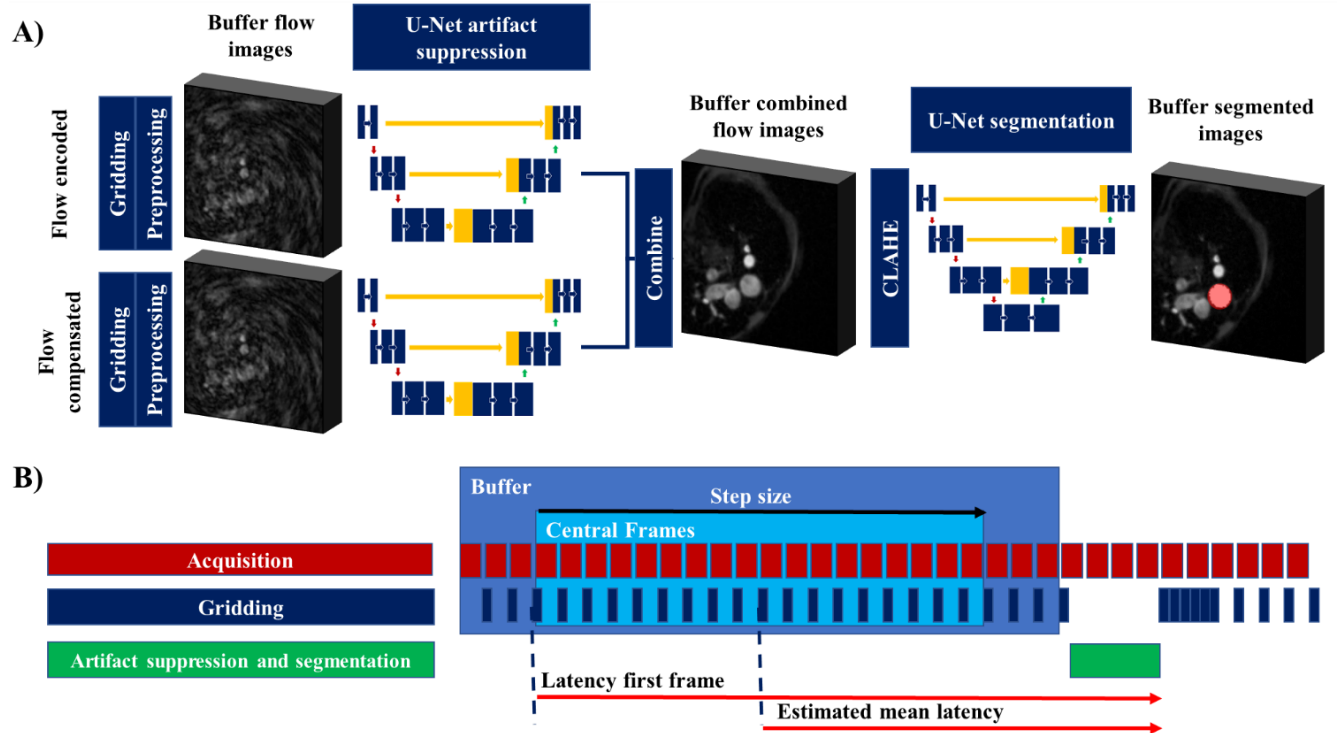 A)
Buffer flow
images
U-Net artifact
suppression
Flow encoded
Gridding
Preprocessing
Flow
compensated
Gridding
Preprocessing
Combine
Buffer combined
flow images
CLAHE
U-Net segmentation
Buffer segmented
images
B)
Buffer
Step size
Central Frames
Acquisition
Gridding
Artifact suppression and segmentation
Latency first frame
Estimated mean latency